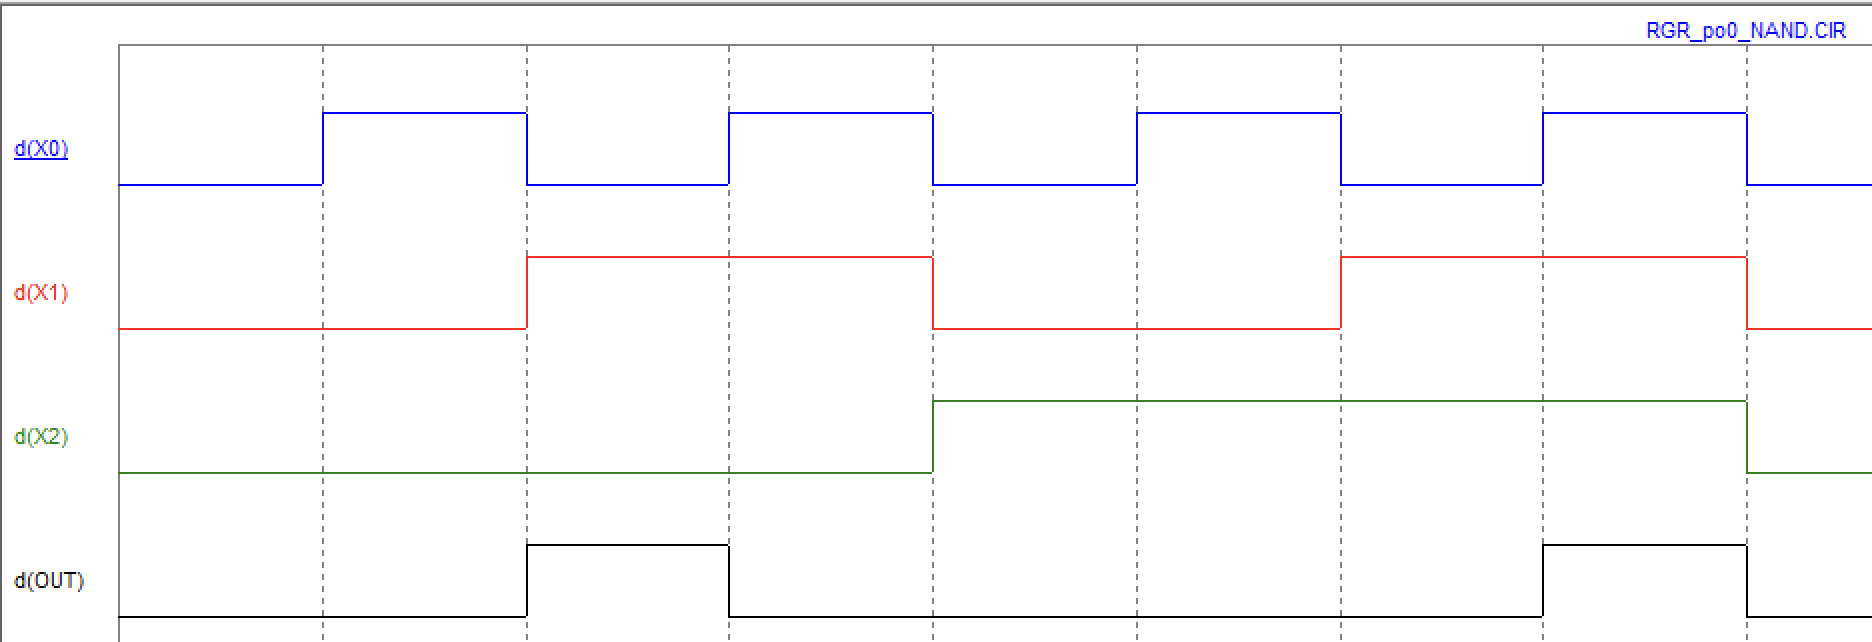 RGR_po0_NAND.CIR
d(X0)
d(X1)
d(X2)
d(OUT)